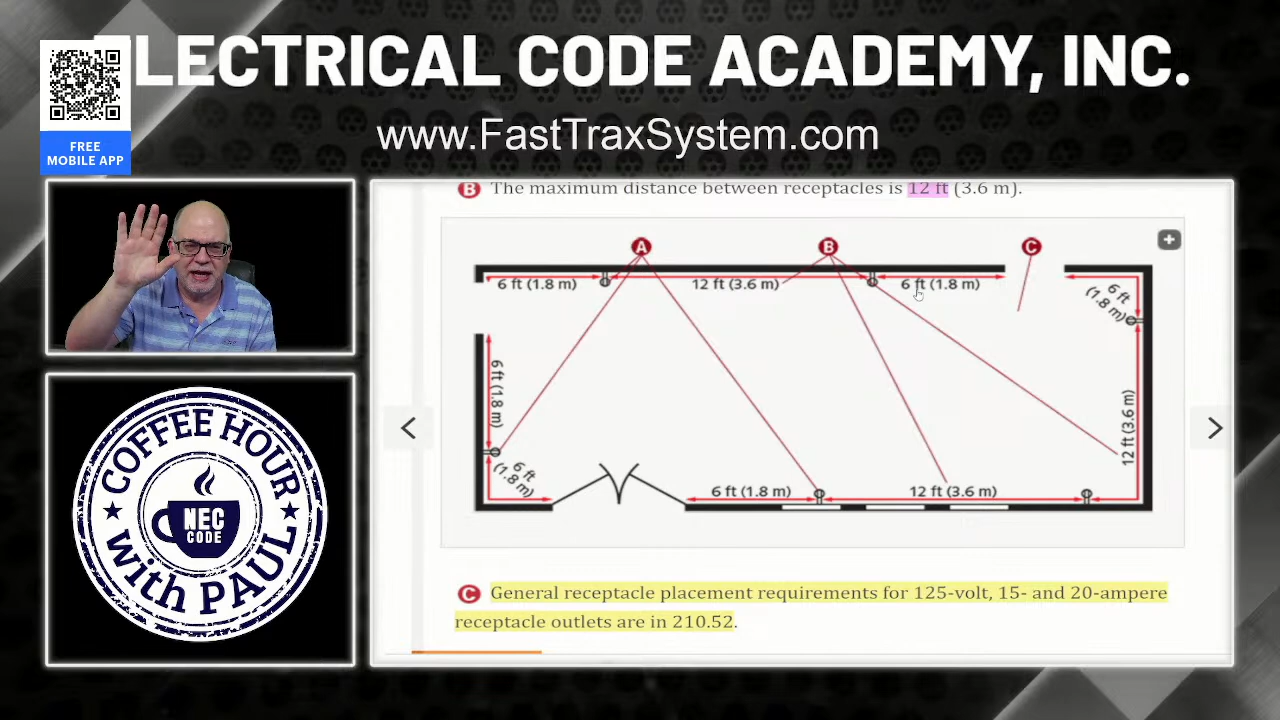 ELECTRICAL CODE ACADEMY, INC.
www.FastTraxSystem.com
FREE
MOBILE APP
B The maximum distance between receptacles is 12 ft (3.6 m).
A
B
C
6 ft (1.8 m)
12 ft (3.6 m)
6 ft (1.8 m)
6 ft
(1.8 m)
6 ft (1.8 m)
12 ft (3.6 m)
6 ft
(1.8 m)
6 ft (1.8 m)
12 ft (3.6 m)
C General receptacle placement requirements for 125-volt, 15- and 20-ampere
receptacle outlets are in 210.52.
COFFEE HOUR
NEC
CODE
with PAUL